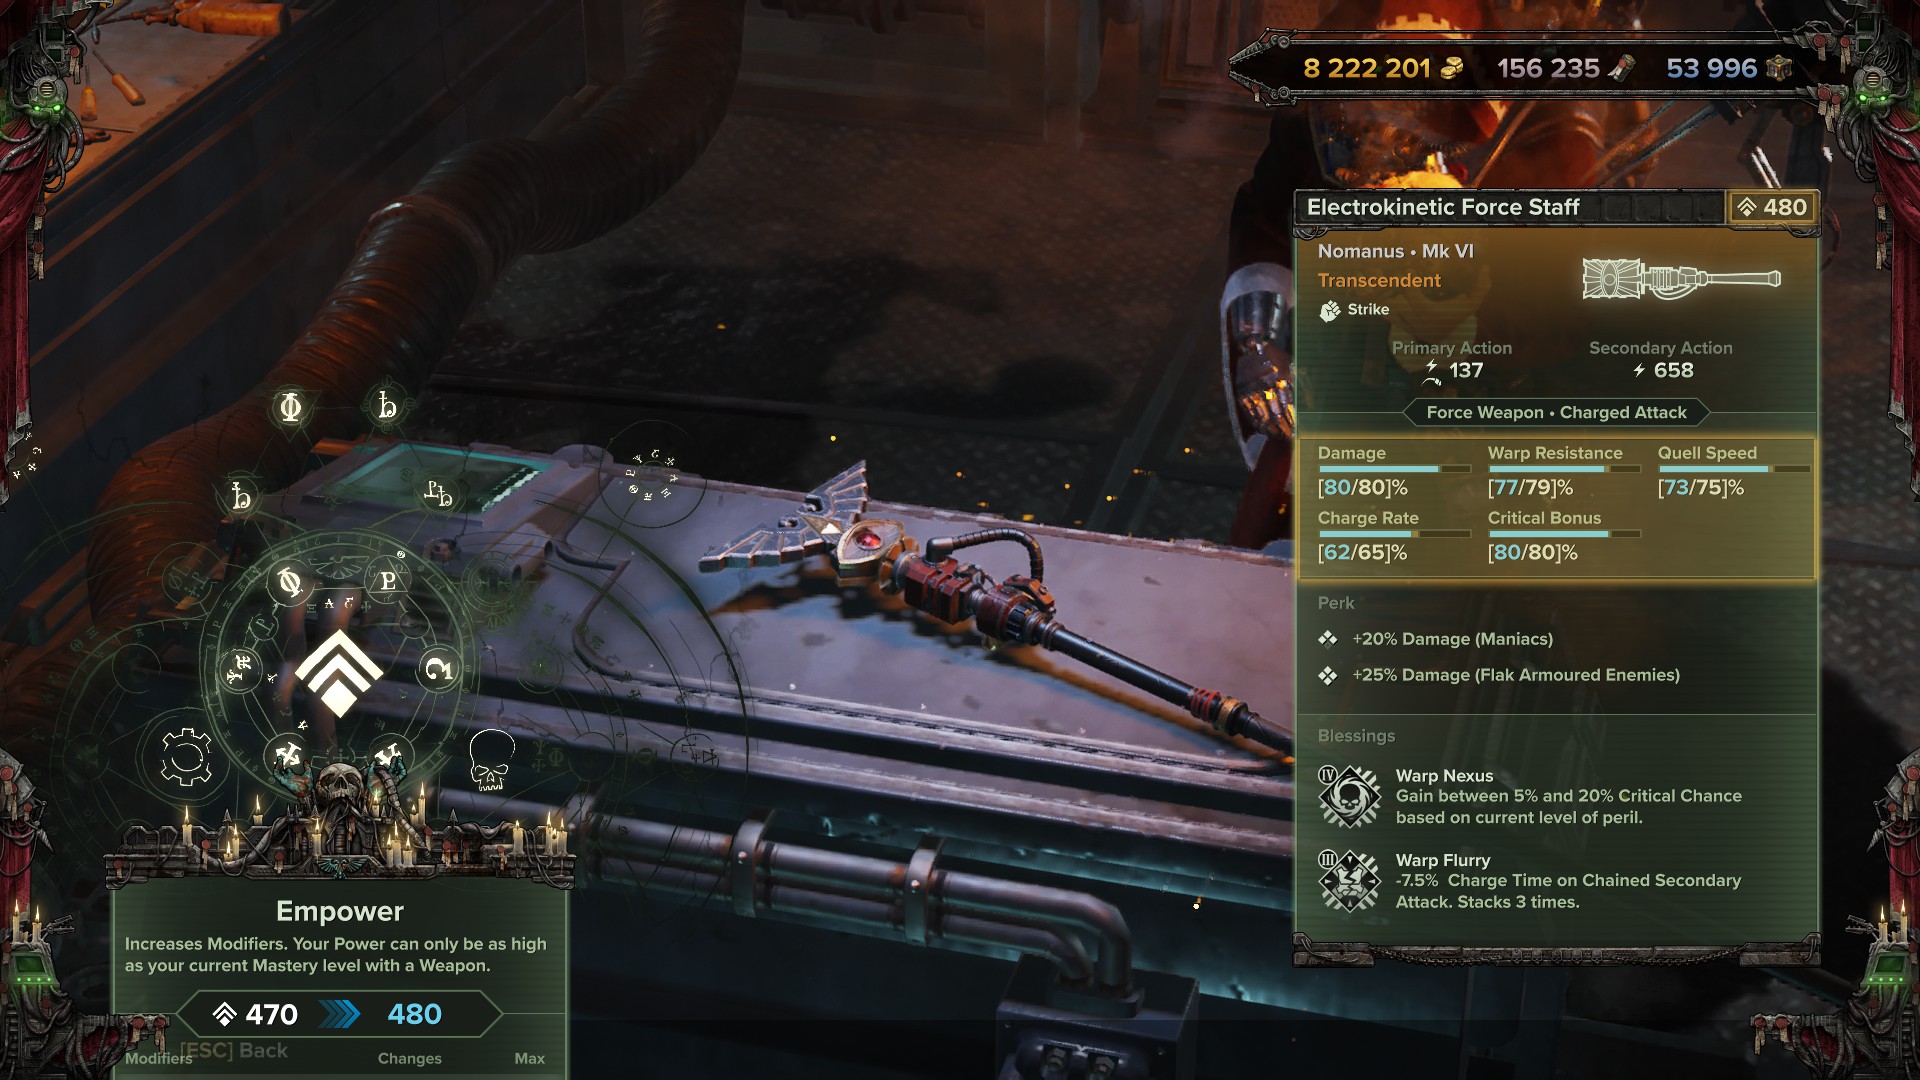 8 222 201 156 235 53 996
Electrokinetic Force Staff 480
Nomanus • Mk VI
Transcendent
Strike
Primary Action Secondary Action
137 658
Force Weapon • Charged Attack
Damage Warp Resistance Quell Speed
[80/80]% [77/79]% [73/75]%
Charge Rate Critical Bonus
[62/65]% [80/80]%
Perk
+20% Damage (Maniacs)
+25% Damage (Flak Armoured Enemies)
Blessings
IV Warp Nexus
Gain between 5% and 20% Critical Chance
based on current level of peril.
III Warp Flurry
-7.5% Charge Time on Chained Secondary
Attack. Stacks 3 times.
Empower
Increases Modifiers. Your Power can only be as high
as your current Mastery level with a Weapon.
470 480
[ESC] Back
Modifiers Changes Max